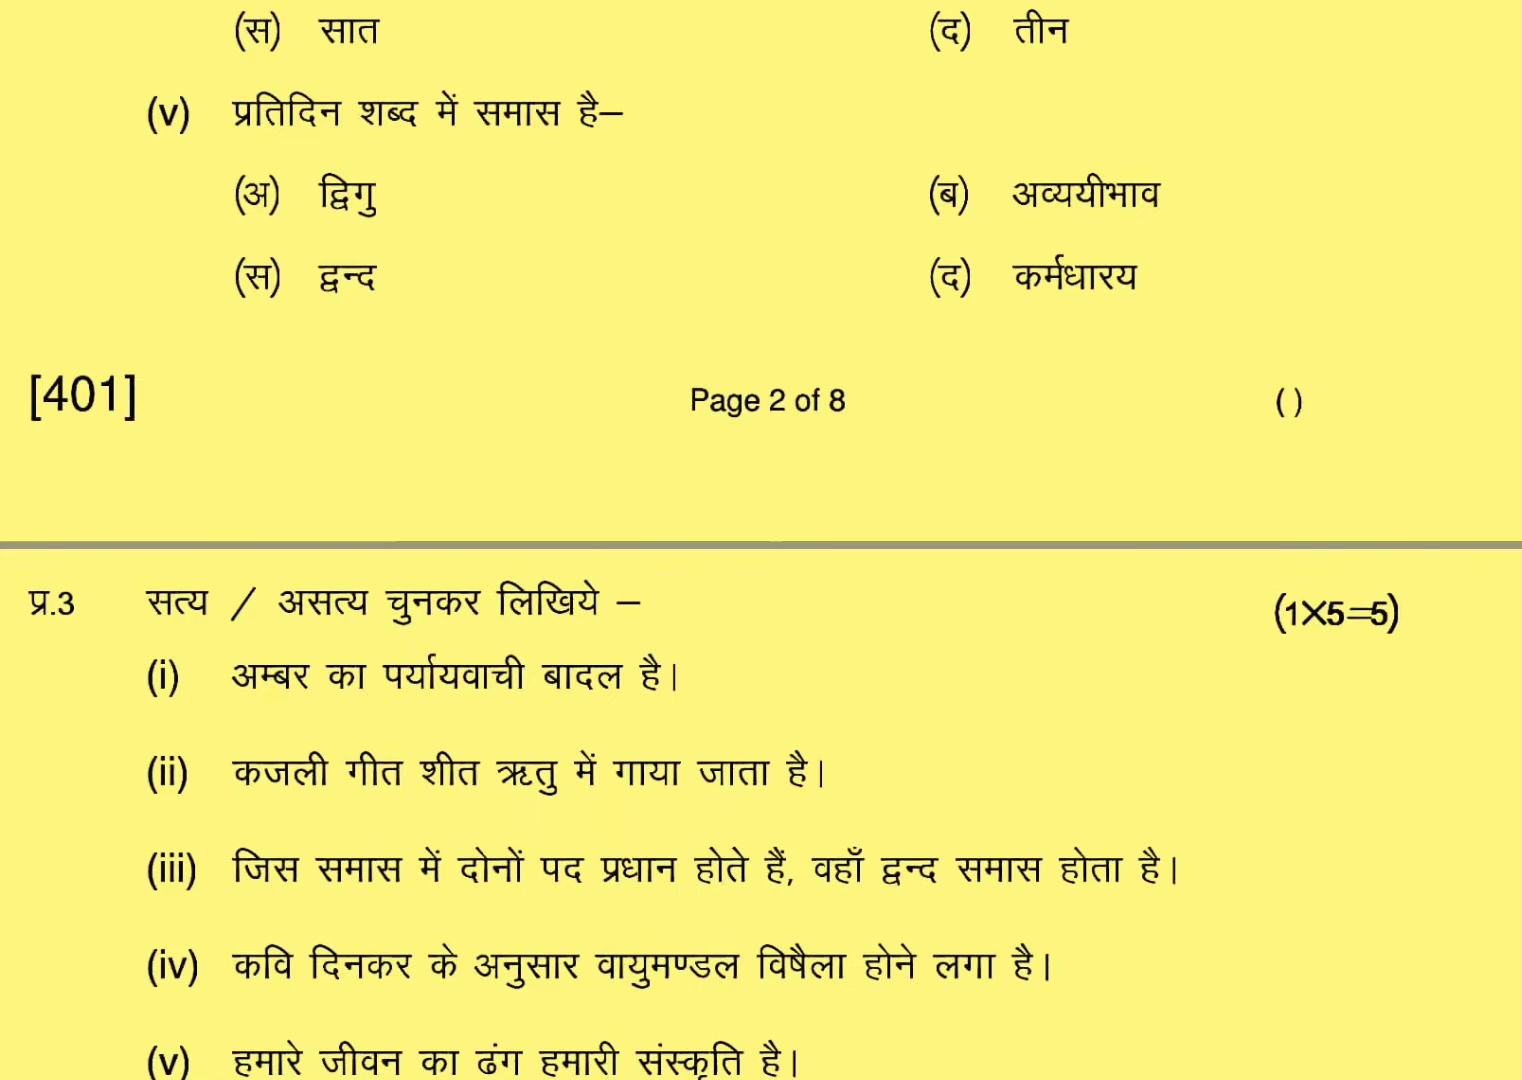 (स) सात (द) तीन
(v) प्रतिदिन शब्द में समास है–
(अ) द्विगु (ब) अव्ययीभाव
(स) द्वन्द (द) कर्मधारय
[401] Page 2 of 8 ( )
प्र.3 सत्य / असत्य चुनकर लिखिये – (1×5=5)
(i) अम्बर का पर्यायवाची बादल है।
(ii) कजली गीत शीत ऋतु में गाया जाता है।
(iii) जिस समास में दोनों पद प्रधान होते हैं, वहाँ द्वन्द समास होता है।
(iv) कवि दिनकर के अनुसार वायुमण्डल विषैला होने लगा है।
(v) हमारे जीवन का ढंग हमारी संस्कृति है।